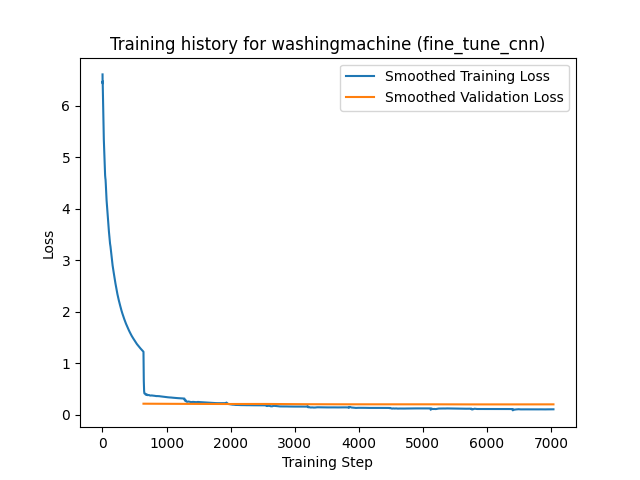 Training history for washingmachine (fine_tune_cnn)
Smoothed Training Loss
Smoothed Validation Loss
Loss
6
5
4
3
2
1
0
0 1000 2000 3000 4000 5000 6000 7000
Training Step